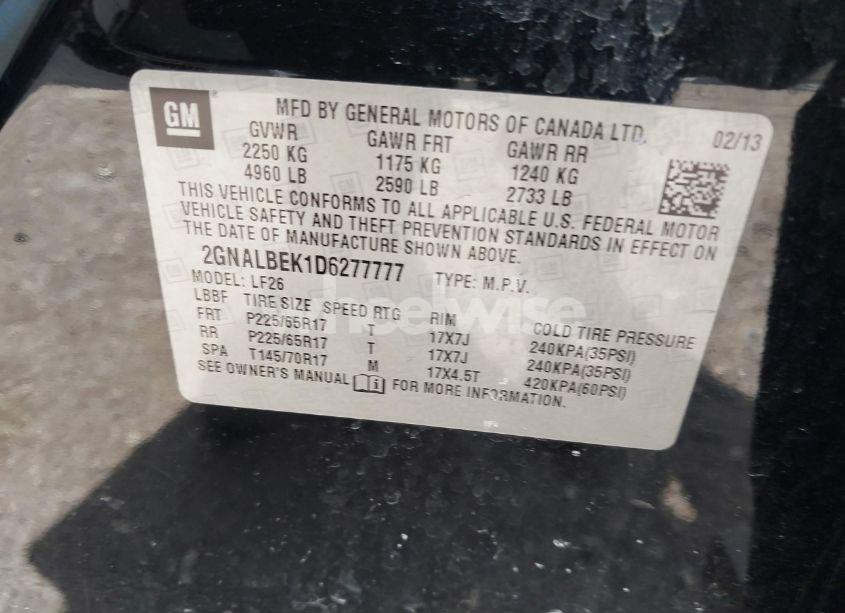 GM
MFD BY GENERAL MOTORS OF CANADA LTD.
02/13
GVWR GAWR FRT GAWR RR
2250 KG 1175 KG 1240 KG
4960 LB 2590 LB 2733 LB
THIS VEHICLE CONFORMS TO ALL APPLICABLE U.S. FEDERAL MOTOR
VEHICLE SAFETY AND THEFT PREVENTION STANDARDS IN EFFECT ON
THE DATE OF MANUFACTURE SHOWN ABOVE.
2GNALBEK1D6277777 TYPE: M.P.V.
MODEL: LF26
LBBF TIRE SIZE SPEED RTG RIM COLD TIRE PRESSURE
FRT P225/65R17 T 17X7J 240KPA(35PSI)
RR P225/65R17 T 17X7J 240KPA(35PSI)
SPA T145/70R17 M 17X4.5T 420KPA(60PSI)
SEE OWNER'S MANUAL FOR MORE INFORMATION.
wheelwise